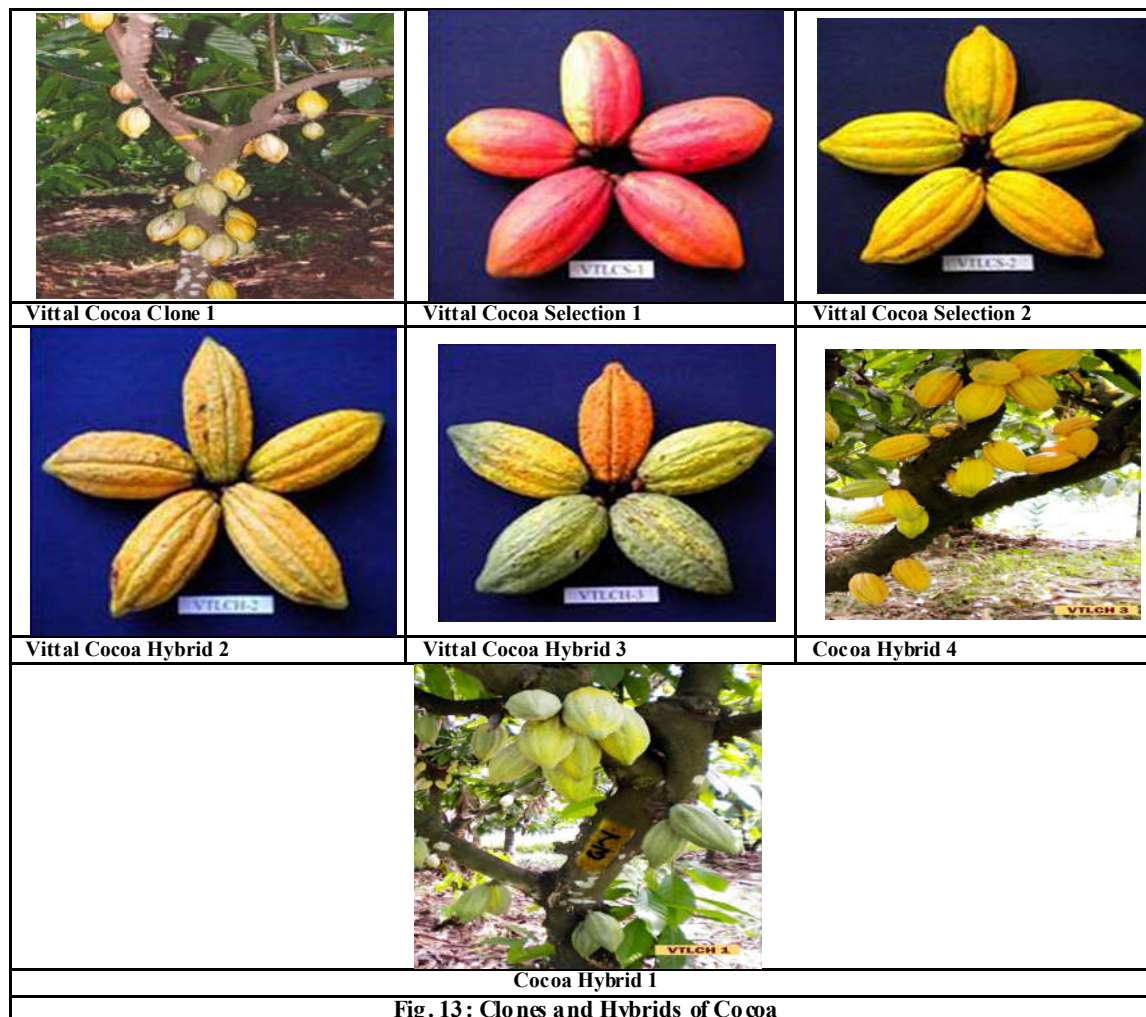 VTLCS-1
VTLCS-2
Vittal Cocoa Clone 1
Vittal Cocoa Selection 1
Vittal Cocoa Selection 2
VTLCH-2
VTLCH-3
VTLCH 3
Vittal Cocoa Hybrid 2
Vittal Cocoa Hybrid 3
Cocoa Hybrid 4
VTLCH 1
Cocoa Hybrid 1
Fig. 13: Clones and Hybrids of Cocoa